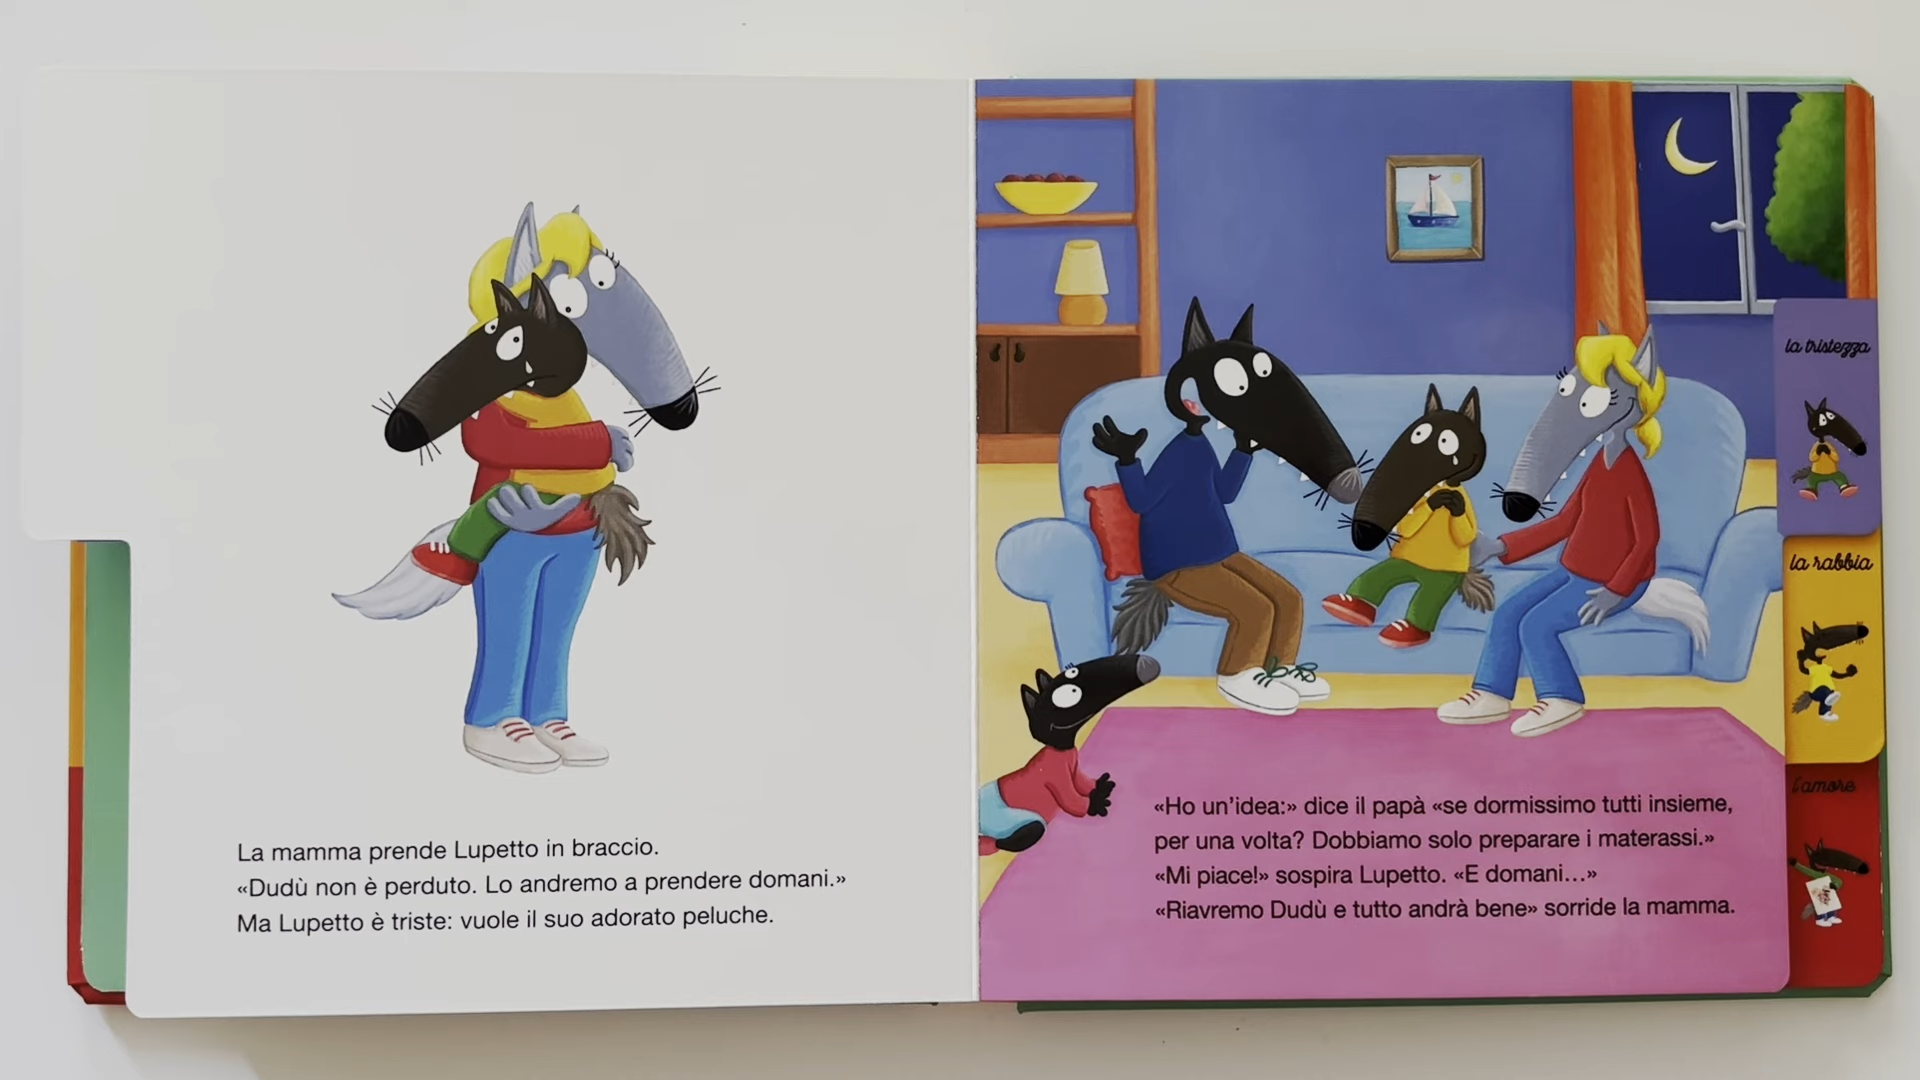 La mamma prende Lupetto in braccio.
«Dudù non è perduto. Lo andremo a prendere domani.»
Ma Lupetto è triste: vuole il suo adorato peluche.
«Ho un'idea:» dice il papà «se dormissimo tutti insieme,
per una volta? Dobbiamo solo preparare i materassi.»
«Mi piace!» sospira Lupetto. «E domani...»
«Riavremo Dudù e tutto andrà bene» sorride la mamma.
la tristezza
la rabbia
l'amore